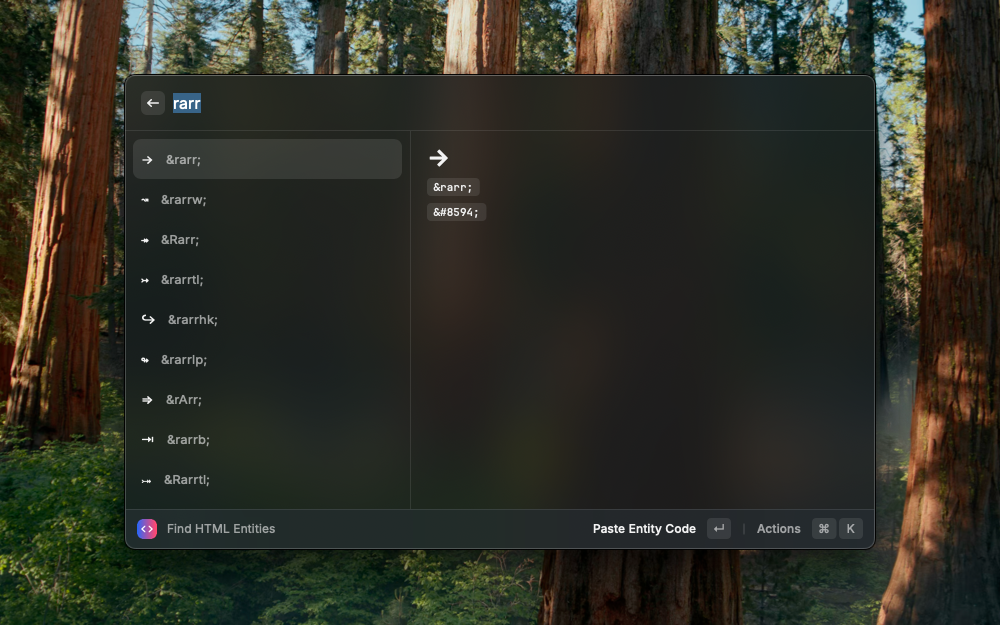 rarr
→ &rarr;
&rarrw;
&Rarr;
&rarrtl;
↪ &rarrhk;
&rarrlp;
⇒ &rArr;
⇥ &rarrb;
&Rarrtl;
→
&rarr;
&#8594;
Find HTML Entities
Paste Entity Code ↵ | Actions ⌘ K